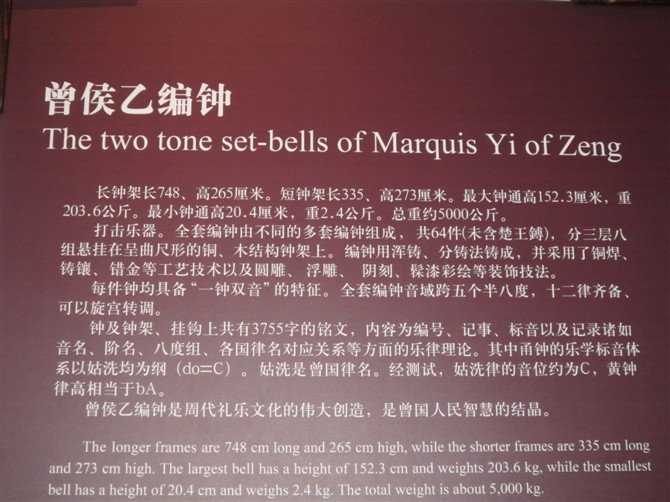 曾侯乙编钟
The two tone set-bells of Marquis Yi of Zeng
长钟架长748、高265厘米。短钟架长335、高273厘米。最大钟通高152.3厘米，重
203.6公斤。最小钟通高20.4厘米，重2.4公斤。总重约5000公斤。
打击乐器。全套编钟由不同的多套编钟组成，共64件(未含楚王鎛)，分三层八
组悬挂在呈曲尺形的铜、木结构钟架上。编钟用浑铸、分铸法铸成，并采用了铜焊、
铸镶、错金等工艺技术以及圆雕、浮雕、阴刻、髹漆彩绘等装饰技法。
每件钟均具备“一钟双音”的特征。全套编钟音域跨五个半八度，十二律齐备、
可以旋宫转调。
钟及钟架、挂钩上共有3755字的铭文，内容为编号、记事、标音以及记录诸如
音名、阶名、八度组、各国律名对应关系等方面的乐律理论。其中甬钟的乐学标音体
系以姑洗均为纲（do=C）。姑洗是曾国律名。经测试，姑洗律的音位约为C，黄钟
律高相当于bA。
曾侯乙编钟是周代礼乐文化的伟大创造，是曾国人民智慧的结晶。
The longer frames are 748 cm long and 265 cm high, while the shorter frames are 335 cm long
and 273 cm high. The largest bell has a height of 152.3 cm and weights 203.6 kg, while the smallest
bell has a height of 20.4 cm and weighs 2.4 kg. The total weight is about 5,000 kg.